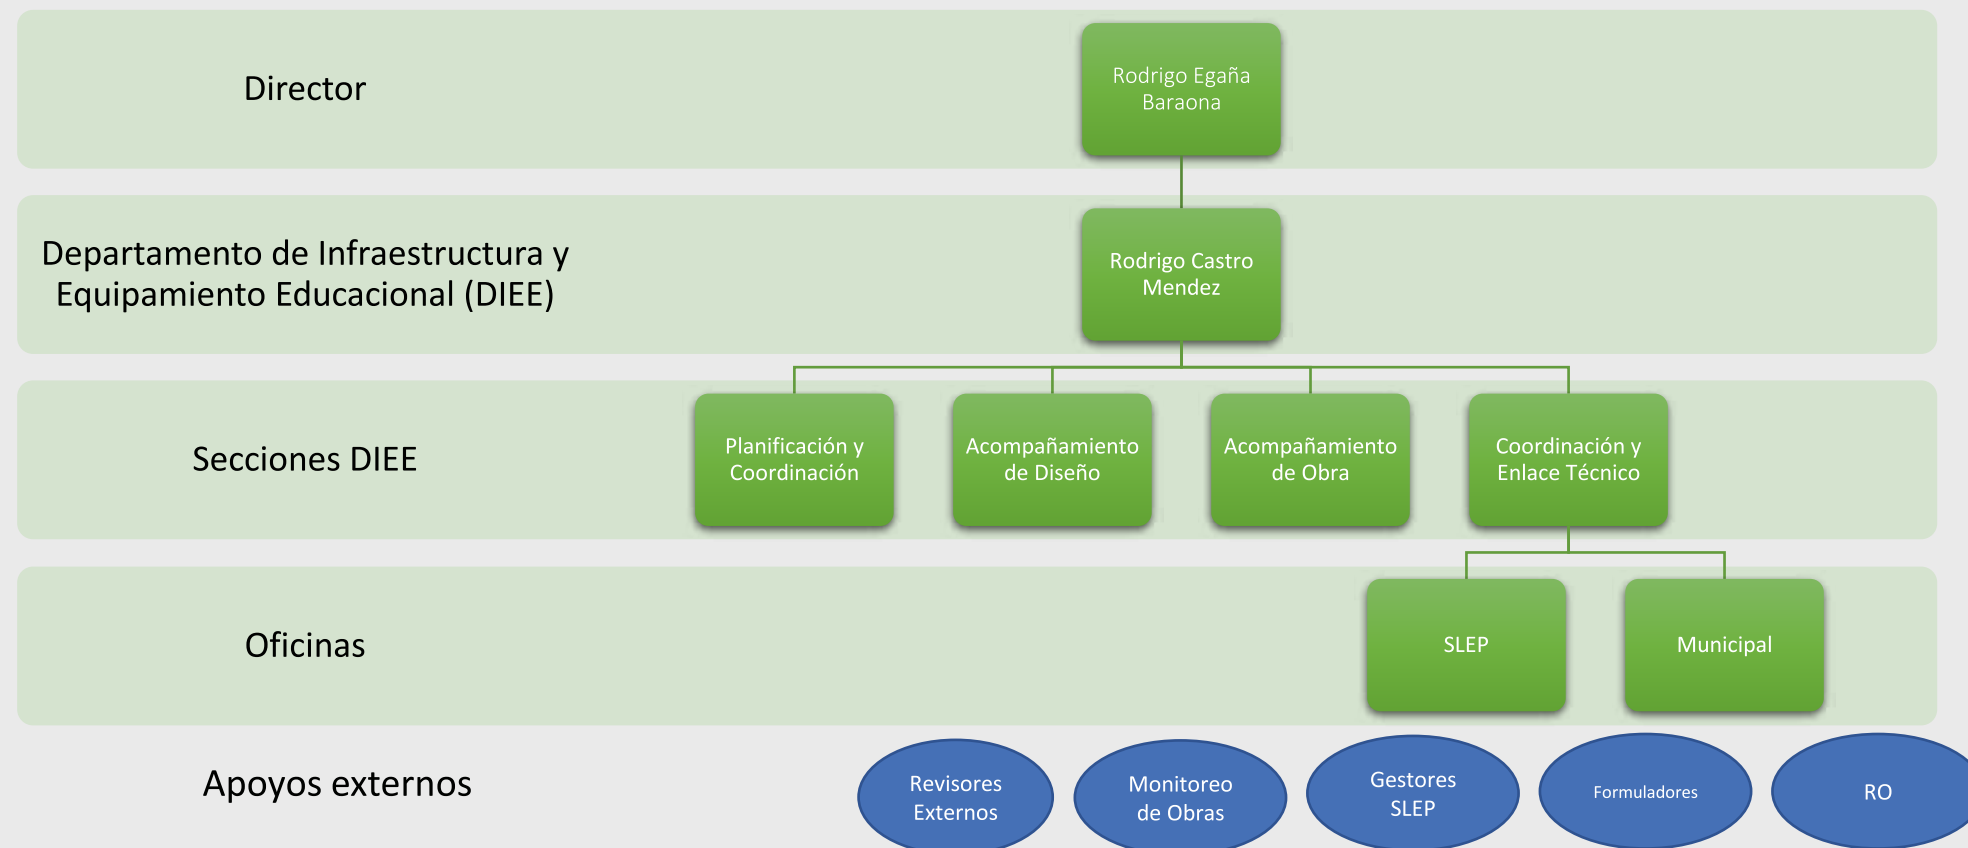 Director
Rodrigo Egaña
Baraona
Departamento de Infraestructura y
Equipamiento Educacional (DIEE)
Rodrigo Castro
Mendez
Secciones DIEE
Planificación y
Coordinación
Acompañamiento
de Diseño
Acompañamiento
de Obra
Coordinación y
Enlace Técnico
Oficinas
SLEP
Municipal
Apoyos externos
Revisores
Externos
Monitoreo
de Obras
Gestores
SLEP
Formuladores
RO